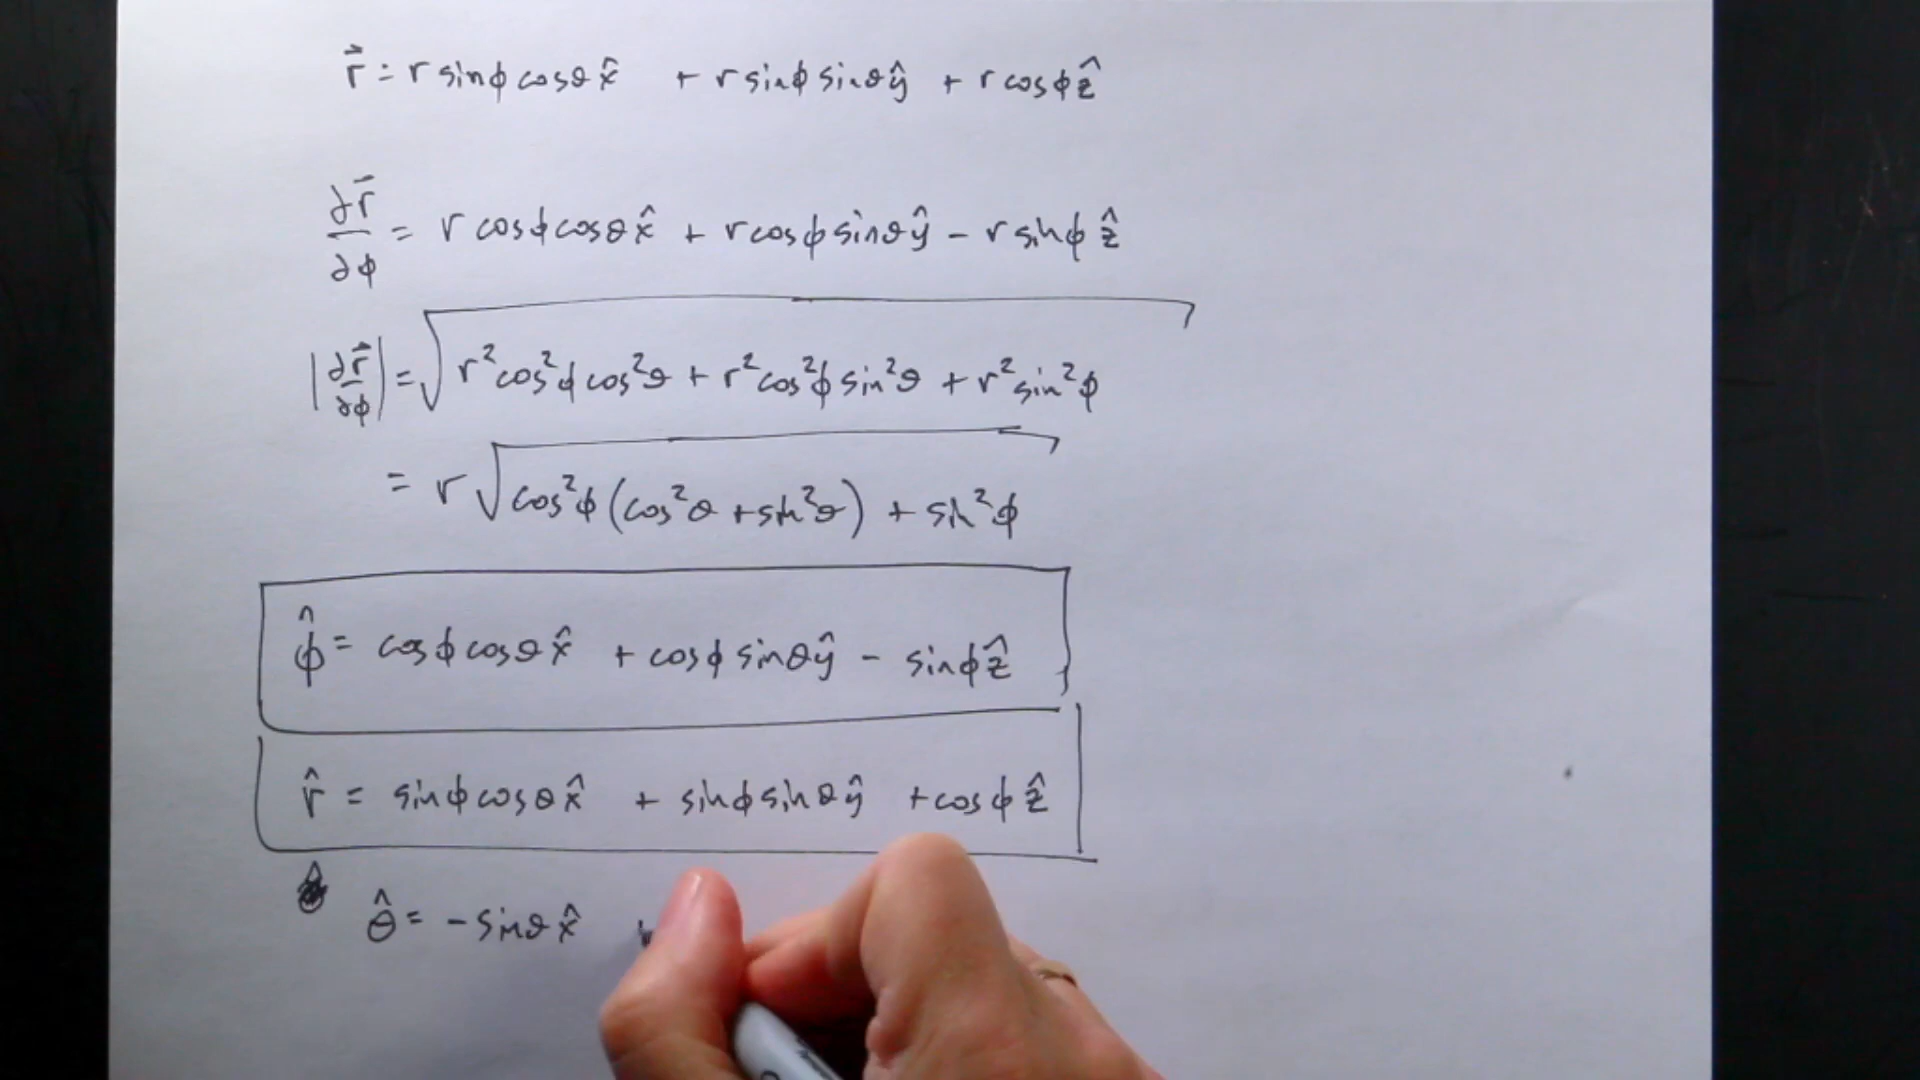 r⃗ = r sinϕ cosθ x̂ + r sinϕ sinθ ŷ + r cosϕ ẑ
∂r⃗/∂ϕ = r cosϕ cosθ x̂ + r cosϕ sinθ ŷ − r sinϕ ẑ
|∂r⃗/∂ϕ| = √(r² cos²ϕ cos²θ + r² cos²ϕ sin²θ + r² sin²ϕ)
= r √(cos²ϕ (cos²θ + sin²θ) + sin²ϕ)
ϕ̂ = cosϕ cosθ x̂ + cosϕ sinθ ŷ − sinϕ ẑ
r̂ = sinϕ cosθ x̂ + sinϕ sinθ ŷ + cosϕ ẑ
θ̂ = − sinθ x̂